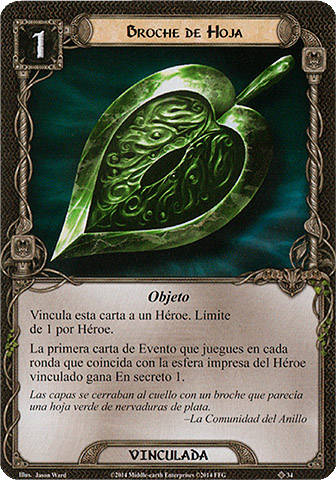 1
Broche de Hoja
Objeto
Vincula esta carta a un Héroe. Límite
de 1 por Héroe.
La primera carta de Evento que juegues en cada
ronda que coincida con la esfera impresa del Héroe
vinculado gana En secreto 1.
Las capas se cerraban al cuello con un broche que parecía
una hoja verde de nervaduras de plata.
–La Comunidad del Anillo
VINCULADA
Illus. Jason Ward ©2014 Middle-earth Enterprises ©2014 FFG 34